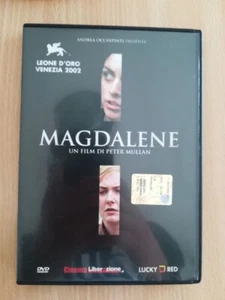 ANDREA OCCHIPINTI PRESENTA
LEONE D'ORO
VENEZIA 2002
MAGDALENE
UN FILM DI PETER MULLAN
DVD
Liberazione
LUCKY RED